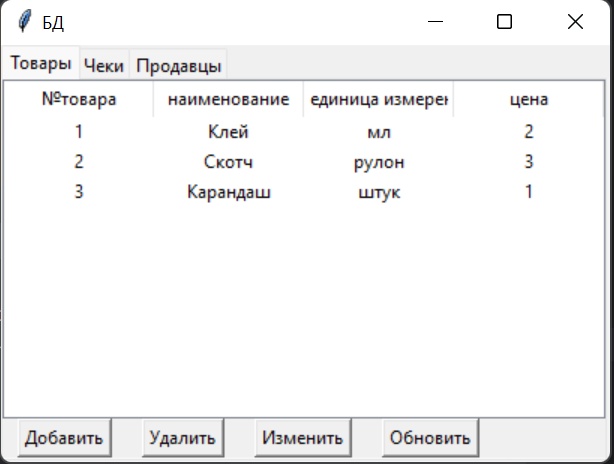 БД
Товары Чеки Продавцы
№товара наименование единица измерен цена
1 Клей мл 2
2 Скотч рулон 3
3 Карандаш штук 1
Добавить Удалить Изменить Обновить